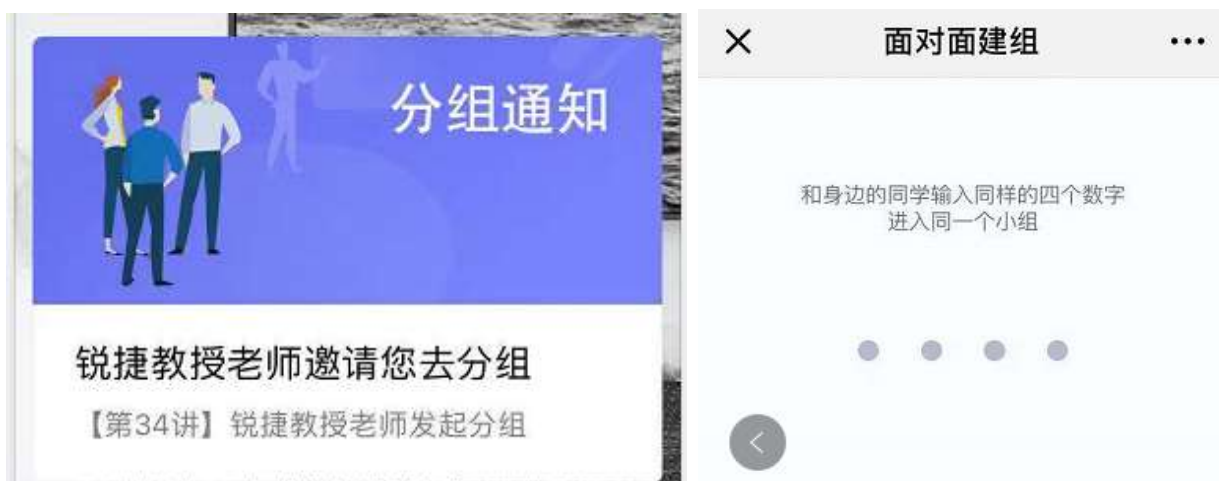 分组通知
锐捷教授老师邀请您去分组
【第34讲】锐捷教授老师发起分组
面对面建组
和身边的同学输入同样的四个数字
进入同一个小组